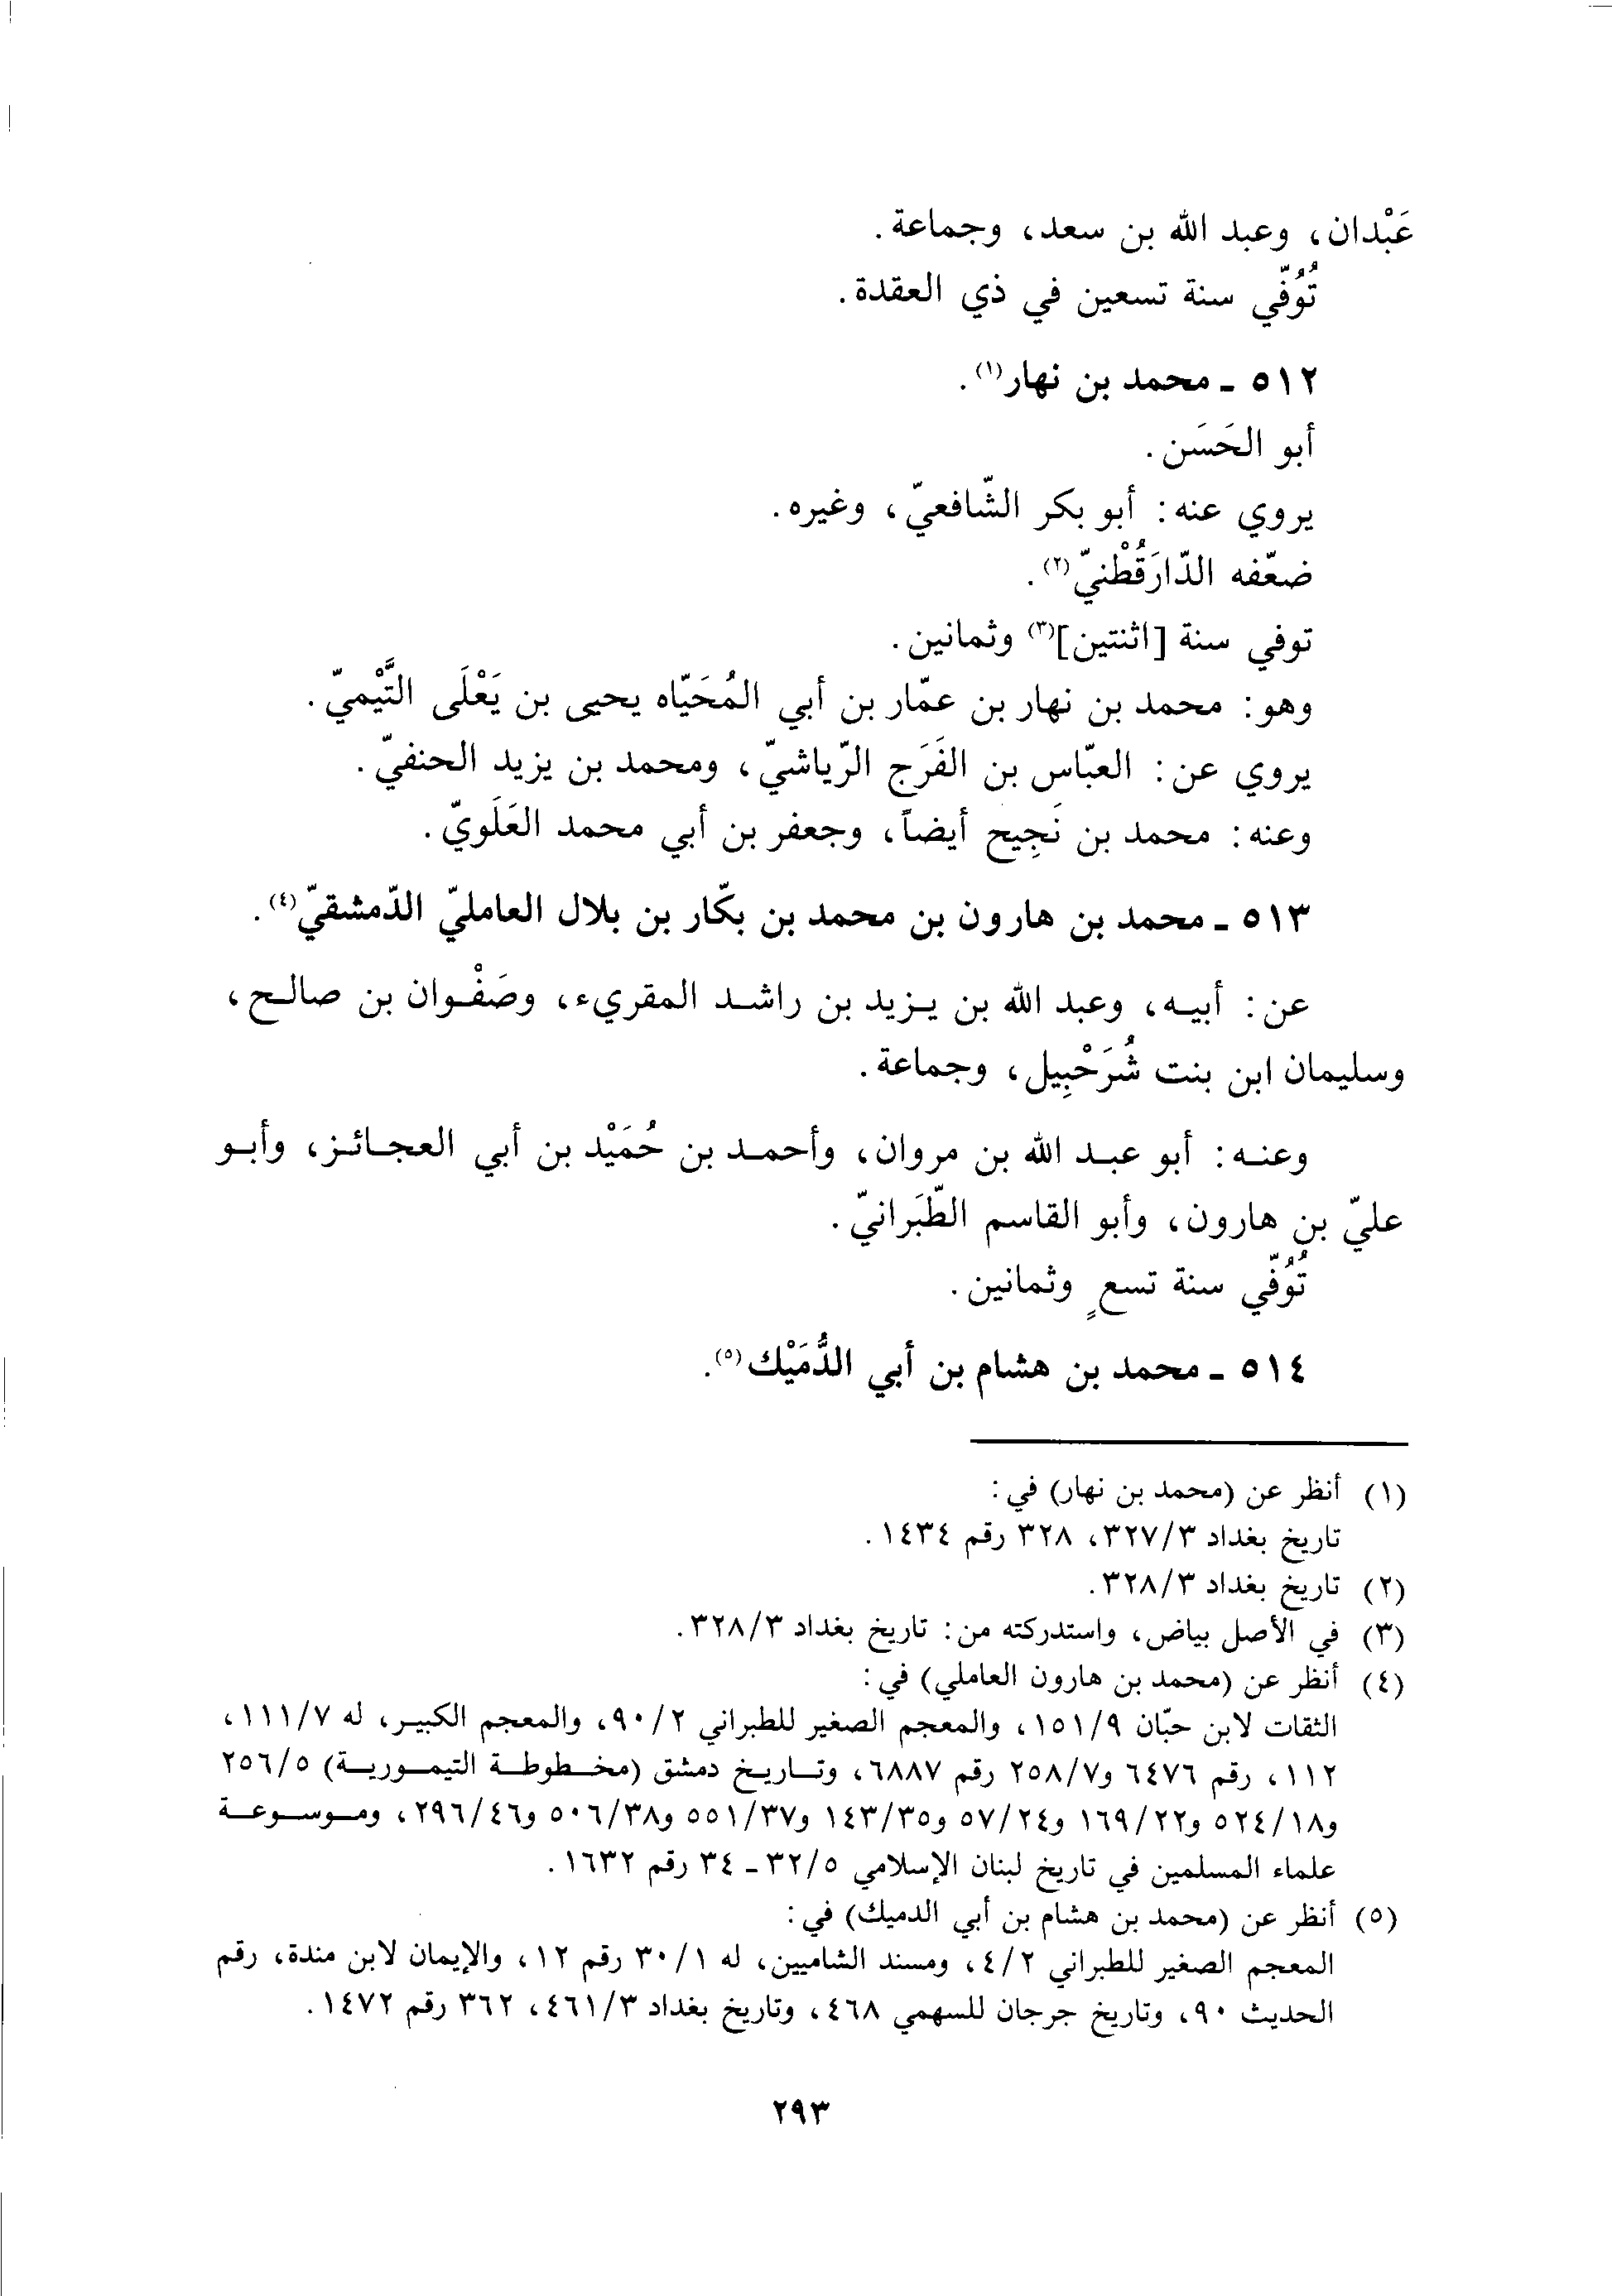 عَبْدان، وعبد الله بن سعد، وجماعة.
تُوُفّي سنة تسعين في ذي العقدة.
٥١٢ ـ محمد بن نهار(١).
أبو الحَسَن.
يروي عنه: أبو بكر الشّافعيّ، وغيره.
ضعّفه الدّارَقُطْنيّ(٢).
توفي سنة [اثنتين](٣) وثمانين.
وهو: محمد بن نهار بن عمّار بن أبي المُحَيّاه يحيى بن يَعْلَى التَّيْميّ.
يروي عن: العبّاس بن الفَرَج الرّياشيّ، ومحمد بن يزيد الحنفيّ.
وعنه: محمد بن نَجِيح أيضاً، وجعفر بن أبي محمد العَلَويّ.
٥١٣ ـ محمد بن هارون بن محمد بن بكّار بن بلال العامليّ الدّمشقيّ(٤).
عن: أبيه، وعبد الله بن يزيد بن راشد المقريء، وصَفْوان بن صالح،
وسليمان ابن بنت شُرَحْبِيل، وجماعة.
وعنه: أبو عبد الله بن مروان، وأحمد بن حُمَيْد بن أبي العجائز، وأبو
عليّ بن هارون، وأبو القاسم الطّبَرانيّ.
تُوُفّي سنة تسعٍ وثمانين.
٥١٤ ـ محمد بن هشام بن أبي الدُّمَيْك(٥).
(١) أنظر عن (محمد بن نهار) في:
تاريخ بغداد ٣/٣٢٧، ٣٢٨ رقم ١٤٣٤.
(٢) تاريخ بغداد ٣/٣٢٨.
(٣) في الأصل بياض، واستدركته من: تاريخ بغداد ٣/٣٢٨.
(٤) أنظر عن (محمد بن هارون العاملي) في:
الثقات لابن حبّان ٩/١٥١، والمعجم الصغير للطبراني ٢/٩٠، والمعجم الكبير، له ٧/١١١،
١١٢، رقم ٦٤٧٦ و٧/٢٥٨ رقم ٦٨٨٧، وتاريخ دمشق (مخطوطة التيمورية) ٥/٢٥٦
و١٨/٥٢٤ و٢٢/١٦٩ و٢٤/٥٧ و٣٥/١٤٣ و٣٧/٥٥١ و٣٨/٥٠٦ و٤٦/٢٩٦، وموسوعة
علماء المسلمين في تاريخ لبنان الإسلامي ٥/٣٢ ـ ٣٤ رقم ١٦٣٢.
(٥) أنظر عن (محمد بن هشام بن أبي الدميك) في:
المعجم الصغير للطبراني ٢/٤، ومسند الشاميين، له ١/٣٠ رقم ١٢، والإيمان لابن مندة، رقم
الحديث ٩٠، وتاريخ جرجان للسهمي ٤٦٨، وتاريخ بغداد ٣/٤٦١، ٣٦٢ رقم ١٤٧٢.
٢٩٣